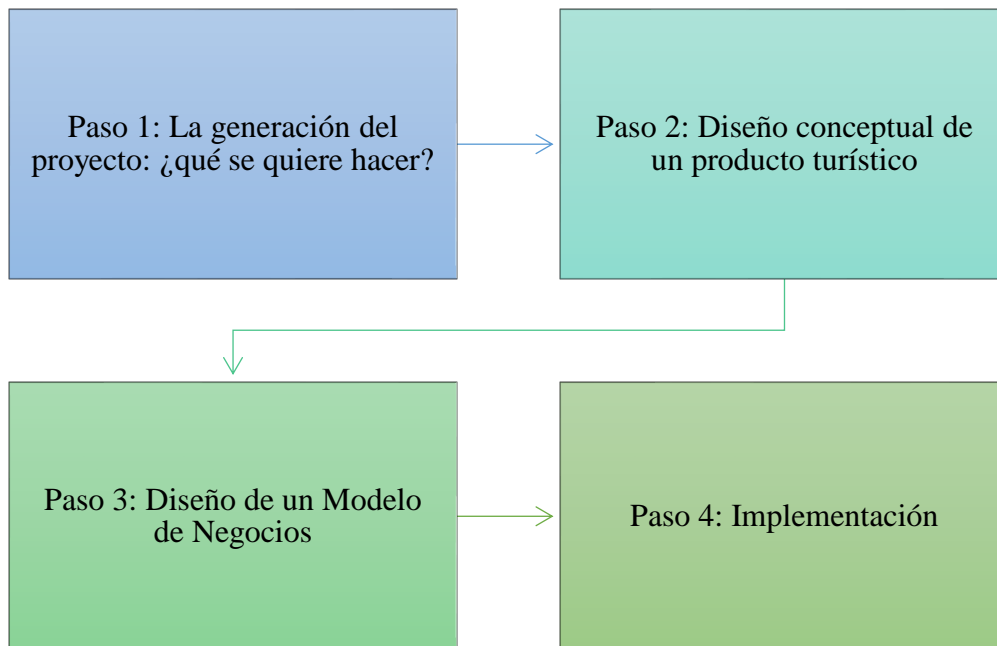 Paso 1: La generación del
proyecto: ¿qué se quiere hacer?
Paso 2: Diseño conceptual de
un producto turístico
Paso 3: Diseño de un Modelo
de Negocios
Paso 4: Implementación